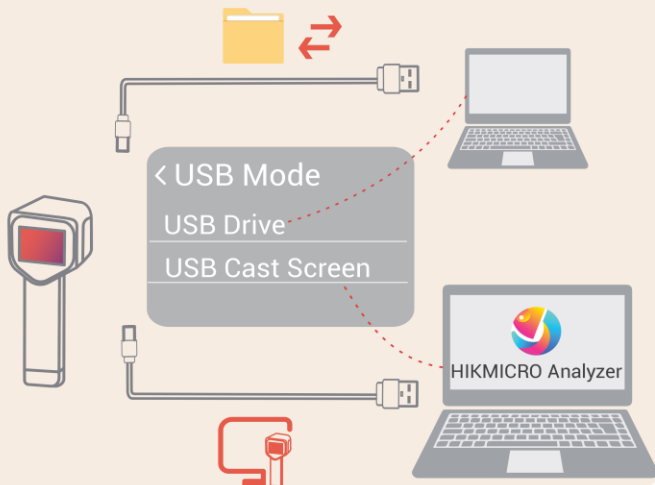 < USB Mode
USB Drive
USB Cast Screen
HIKMICRO Analyzer